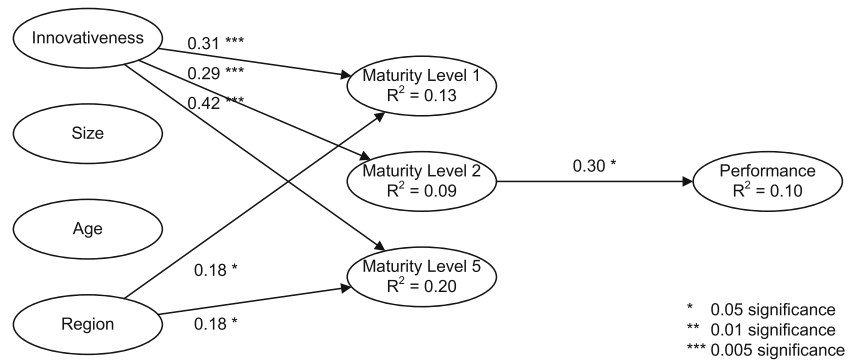 Innovativeness
0.31 ***
0.29 ***
0.42 ***
Maturity Level 1
R² = 0.13
Size
Maturity Level 2
R² = 0.09
0.30 *
Performance
R² = 0.10
Age
0.18 *
Maturity Level 5
R² = 0.20
Region
0.18 *
* 0.05 significance
** 0.01 significance
*** 0.005 significance